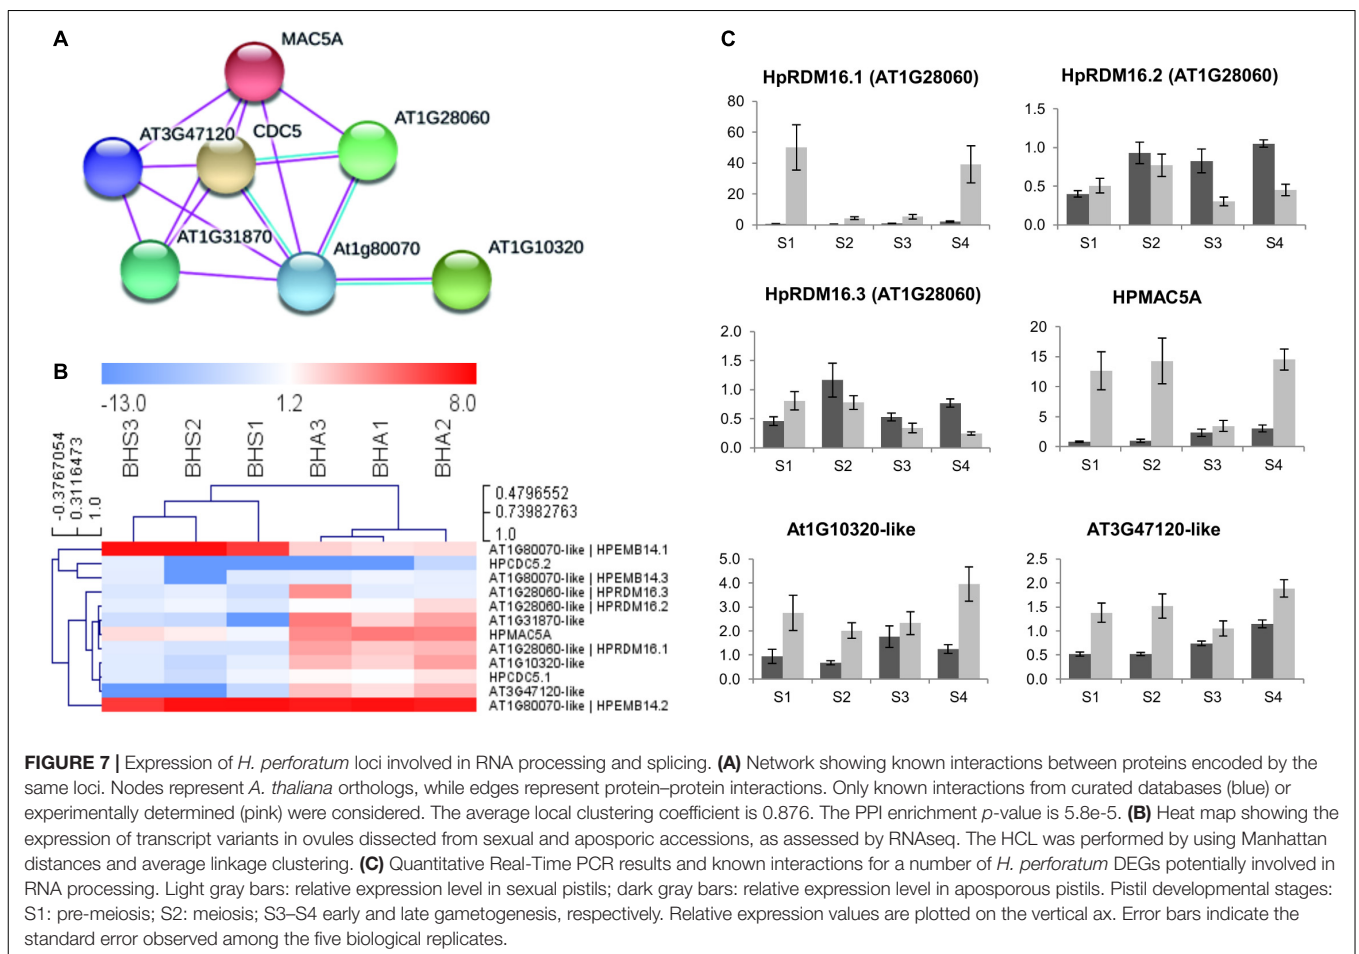 A
MAC5A
AT3G47120
CDC5
AT1G28060
AT1G31870
At1g80070
AT1G10320
B
-13.0 1.2 8.0
BHS3 BHS2 BHS1 BHA3 BHA1 BHA2
-0.3767054
0.3116473
1.0
0.4796552
0.73982763
1.0
AT1G80070-like | HPEMB14.1
HPCDC5.2
AT1G80070-like | HPEMB14.3
AT1G28060-like | HPRDM16.3
AT1G28060-like | HPRDM16.2
AT1G31870-like
HPMAC5A
AT1G28060-like | HPRDM16.1
AT1G10320-like
HPCDC5.1
AT3G47120-like
AT1G80070-like | HPEMB14.2
C
HpRDM16.1 (AT1G28060)
80
60
40
20
0
S1 S2 S3 S4
HpRDM16.2 (AT1G28060)
1.5
1.0
0.5
0.0
S1 S2 S3 S4
HpRDM16.3 (AT1G28060)
2.0
1.5
1.0
0.5
0.0
S1 S2 S3 S4
HPMAC5A
20
15
10
5
0
S1 S2 S3 S4
At1G10320-like
5.0
4.0
3.0
2.0
1.0
0.0
S1 S2 S3 S4
AT3G47120-like
2.5
2.0
1.5
1.0
0.5
0.0
S1 S2 S3 S4
FIGURE 7 | Expression of H. perforatum loci involved in RNA processing and splicing. (A) Network showing known interactions between proteins encoded by the
same loci. Nodes represent A. thaliana orthologs, while edges represent protein–protein interactions. Only known interactions from curated databases (blue) or
experimentally determined (pink) were considered. The average local clustering coefficient is 0.876. The PPI enrichment p-value is 5.8e-5. (B) Heat map showing the
expression of transcript variants in ovules dissected from sexual and aposporic accessions, as assessed by RNAseq. The HCL was performed by using Manhattan
distances and average linkage clustering. (C) Quantitative Real-Time PCR results and known interactions for a number of H. perforatum DEGs potentially involved in
RNA processing. Light gray bars: relative expression level in sexual pistils; dark gray bars: relative expression level in aposporous pistils. Pistil developmental stages:
S1: pre-meiosis; S2: meiosis; S3–S4 early and late gametogenesis, respectively. Relative expression values are plotted on the vertical ax. Error bars indicate the
standard error observed among the five biological replicates.